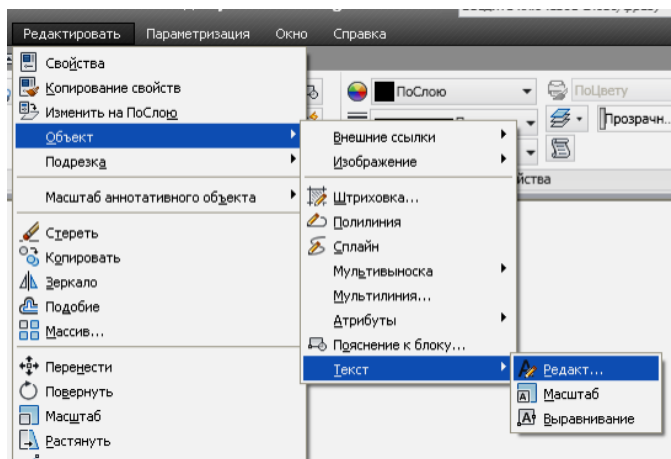 Редактировать Параметризация Окно Справка
Свойства
Копирование свойств
Изменить на ПоСлою
Объект
Подрезка
Масштаб аннотативного объекта
Стереть
Копировать
Зеркало
Подобие
Массив...
Перенести
Повернуть
Масштаб
Растянуть
Внешние ссылки
Изображение
Штриховка...
Полилиния
Сплайн
Мультивыноска
Мультилиния...
Атрибуты
Пояснение к блоку...
Текст
Редакт...
Масштаб
Выравнивание
ПоСлою
ПоЦвету
Прозрачн...
йства